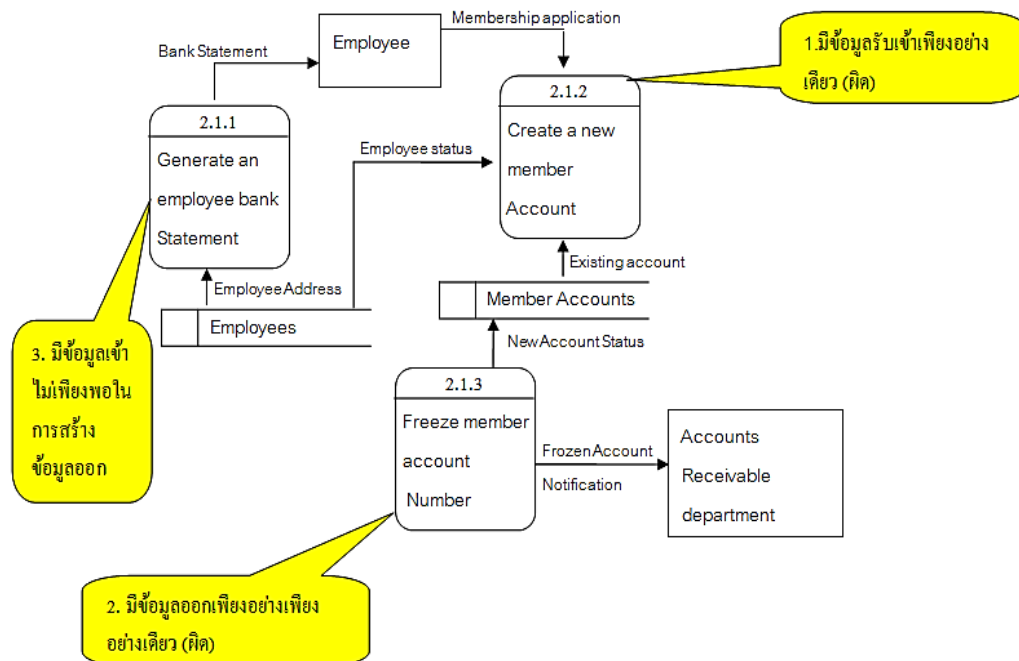 Membership application
Employee
Bank Statement
1.มีข้อมูลรับเข้าเพียงอย่าง
เดียว (ผิด)
2.1.2
Create a new
member
Account
2.1.1
Generate an
employee bank
Statement
Employee status
Existing account
Employee Address
Member Accounts
Employees
New Account Status
3. มีข้อมูลเข้า
ไม่เพียงพอใน
การสร้าง
ข้อมูลออก
2.1.3
Freeze member
account
Number
Frozen Account
Notification
Accounts
Receivable
department
2. มีข้อมูลออกเพียงอย่างเพียง
อย่างเดียว (ผิด)